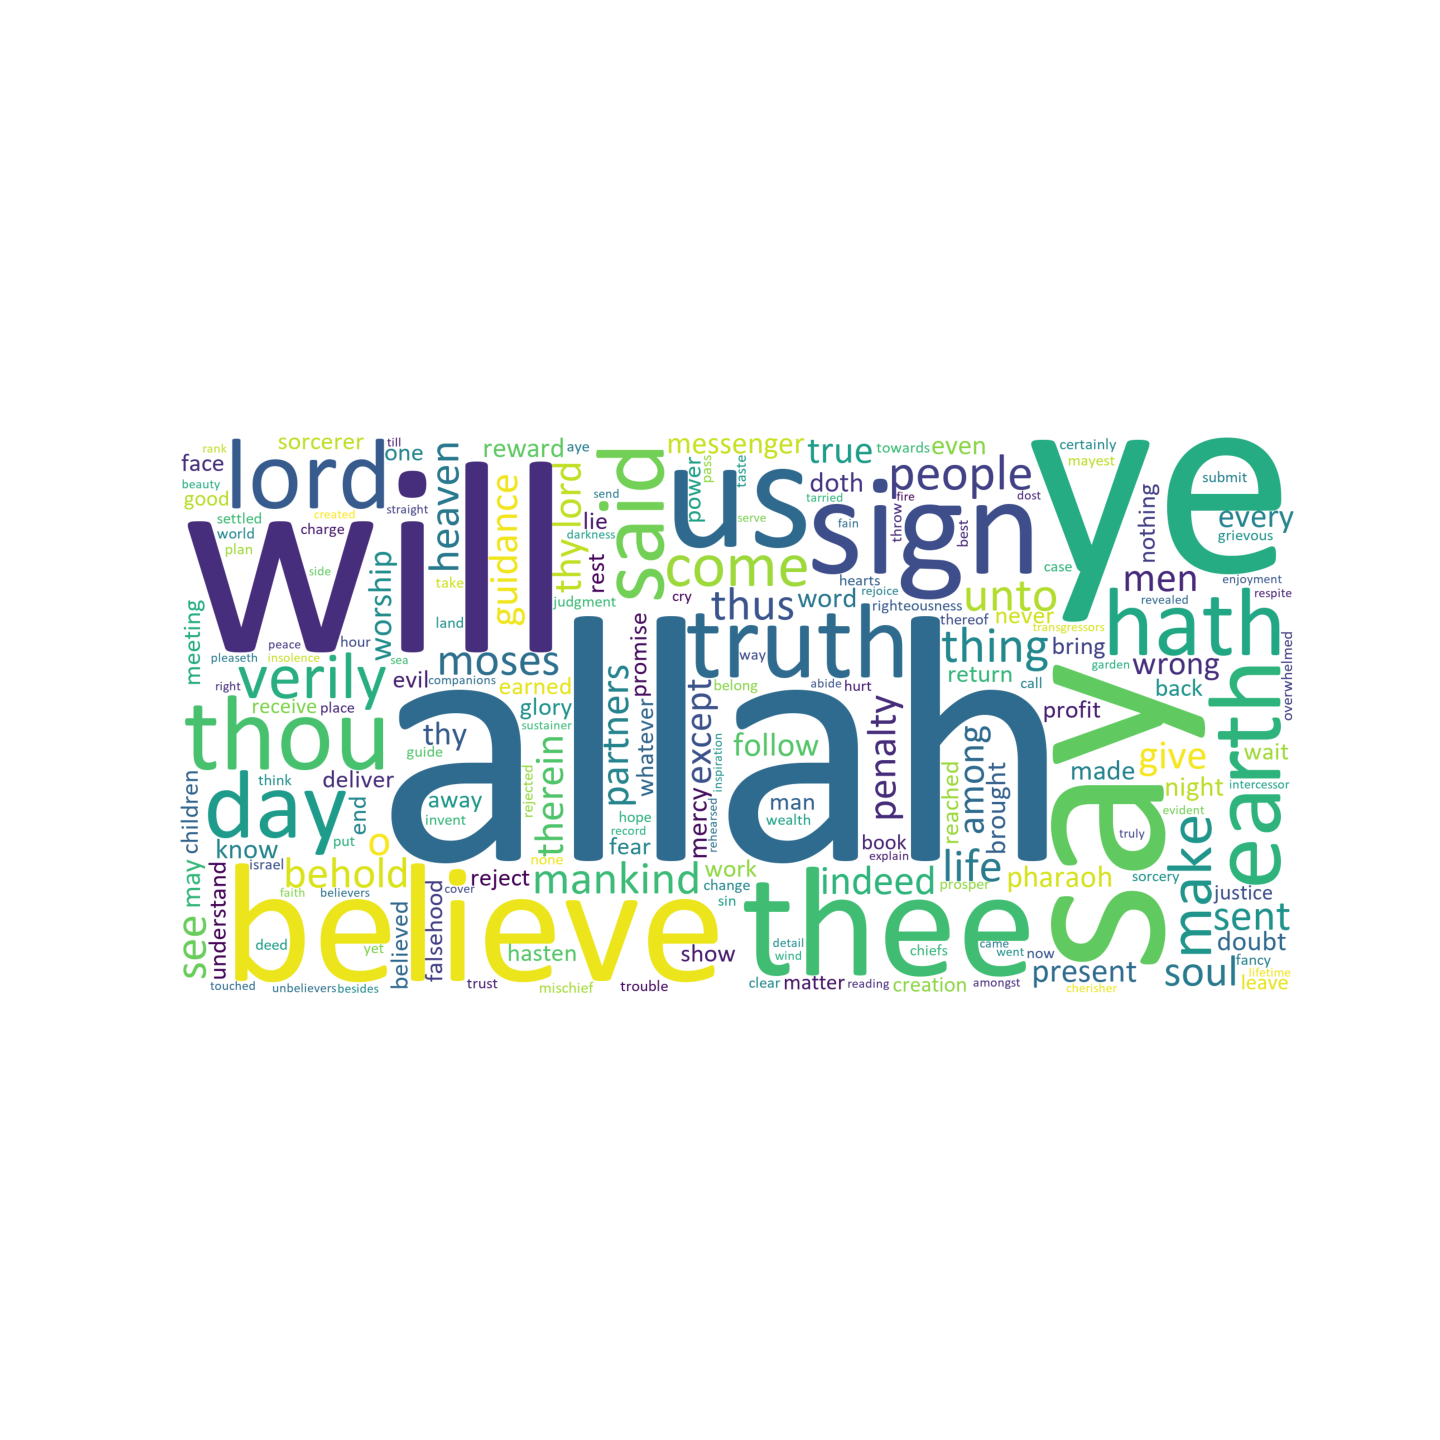 rank
sorcerer
till
one
reward
aye
messenger
true
towards
even
certainly
mayest
face
lord
heaven
said
us
power
pass
taste
doth
people
ye
submit
beauty
good
straight
guidance
thy lord
send
lie
tarried
fire
dost
nothing
every
grievous
settled
created
charge
world
will
darkness
serve
sign
fain
throw
best
plan
side
worship
take
rest
come
hearts
case
men
enjoyment
respite
judgment
cry
thus
word
rejoice
righteousness
unto
never
revealed
hath
meeting
peace
hour
land
promise
truth
thereof
transgressors
pleaseth
insolence
sea
moses
way
thing
bring
garden
wrong
overwhelmed
verily
evil
companions
earned
partners
except
belong
abide
hurt
return
call
back
earth
right
receive
place
thou
thy
glory
sustainer
whatever
allah
penalty
profit
say
guide
therein
inspiration
follow
among
give
wait
children
think
deliver
day
away
rejected
mercy
man
reached
brought
made
night
intercessor
end
invent
hope
record
rehearsed
wealth
evident
put
o
know
fear
book
explain
truly
make
israel
behold
none
life
see
may
understand
reject
mankind
work
indeed
prosper
pharaoh
sorcery
justice
faith
believers
cover
change
sin
believe
thee
sent
deed
yet
believed
falsehood
hasten
show
detail
wind
chiefs
came
went
now
doubt
fancy
present
soul
lifetime
touched
unbelievers
besides
trust
mischief
trouble
clear
matter
reading
creation
amongst
cherisher
leave